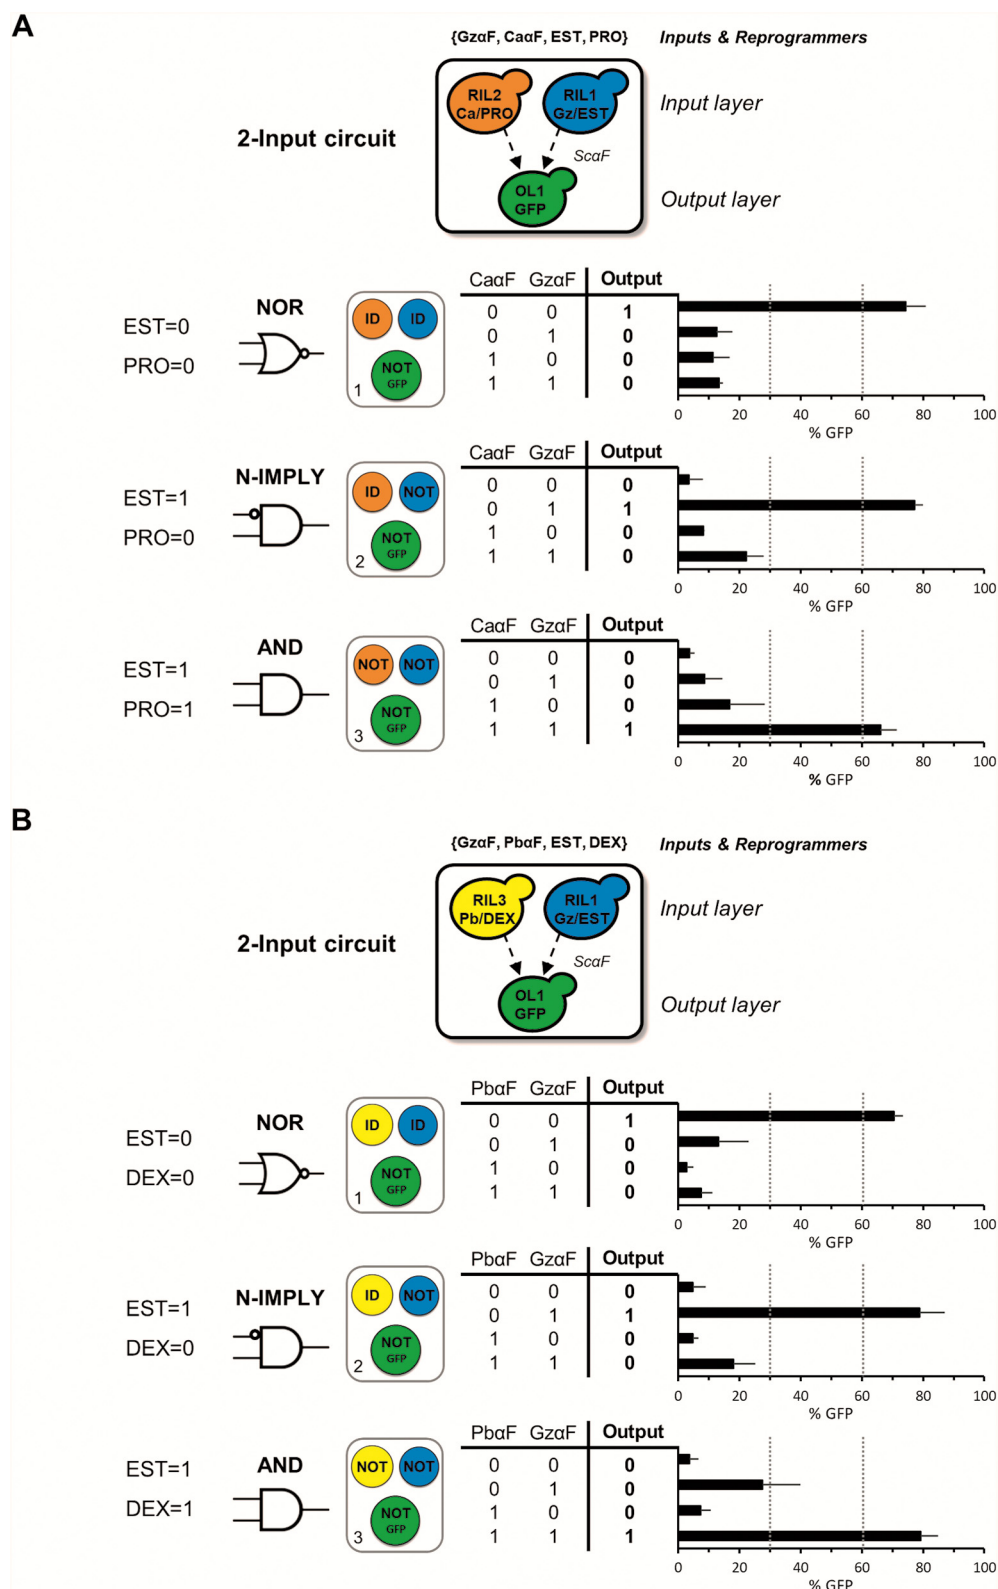 A
{GzαF, CaαF, EST, PRO} Inputs & Reprogrammers
RIL2 Ca/PRO
RIL1 Gz/EST
Input layer
2-Input circuit
ScαF
OL1 GFP
Output layer
CaαF GzαF Output
NOR
EST=0
PRO=0
ID ID
NOT GFP
1
0 0 1
0 1 0
1 0 0
1 1 0
0 20 40 60 80 100
% GFP
CaαF GzαF Output
N-IMPLY
EST=1
PRO=0
ID NOT
NOT GFP
2
0 0 0
0 1 1
1 0 0
1 1 0
0 20 40 60 80 100
% GFP
CaαF GzαF Output
AND
EST=1
PRO=1
NOT NOT
NOT GFP
3
0 0 0
0 1 0
1 0 0
1 1 1
0 20 40 60 80 100
% GFP
B
{GzαF, PbαF, EST, DEX} Inputs & Reprogrammers
RIL3 Pb/DEX
RIL1 Gz/EST
Input layer
2-Input circuit
ScαF
OL1 GFP
Output layer
PbαF GzαF Output
NOR
EST=0
DEX=0
ID ID
NOT GFP
1
0 0 1
0 1 0
1 0 0
1 1 0
0 20 40 60 80 100
% GFP
PbαF GzαF Output
N-IMPLY
EST=1
DEX=0
ID NOT
NOT GFP
2
0 0 0
0 1 1
1 0 0
1 1 0
0 20 40 60 80 100
% GFP
PbαF GzαF Output
AND
EST=1
DEX=1
NOT NOT
NOT GFP
3
0 0 0
0 1 0
1 0 0
1 1 1
0 20 40 60 80 100
% GFP